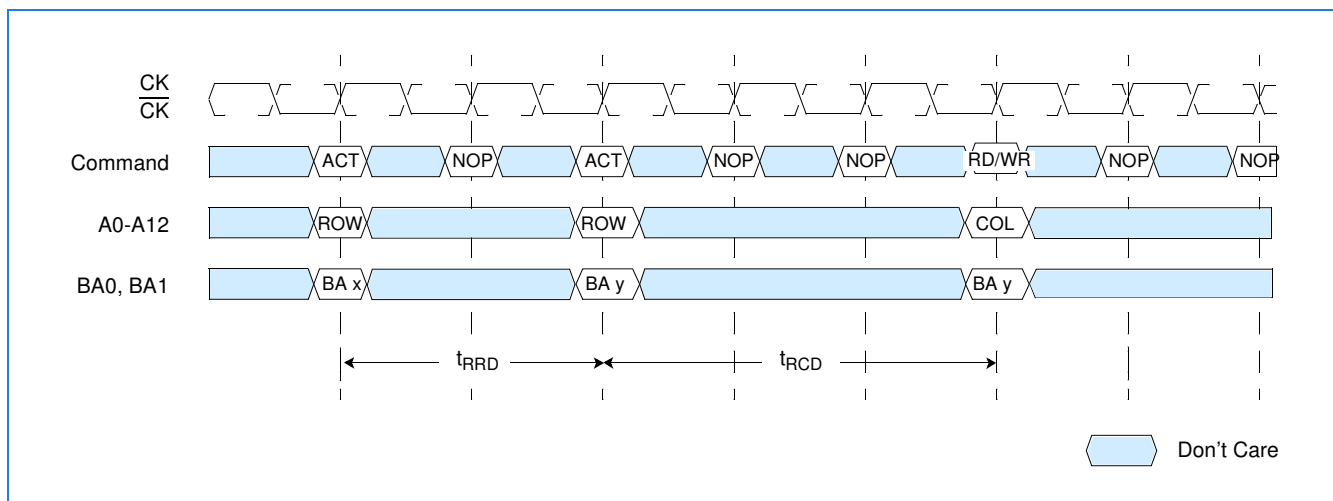 CK
CK
Command ACT NOP ACT NOP NOP RD/WR NOP NOP
A0-A12 ROW ROW COL
BA0, BA1 BA x BA y BA y
tRRD tRCD
Don't Care